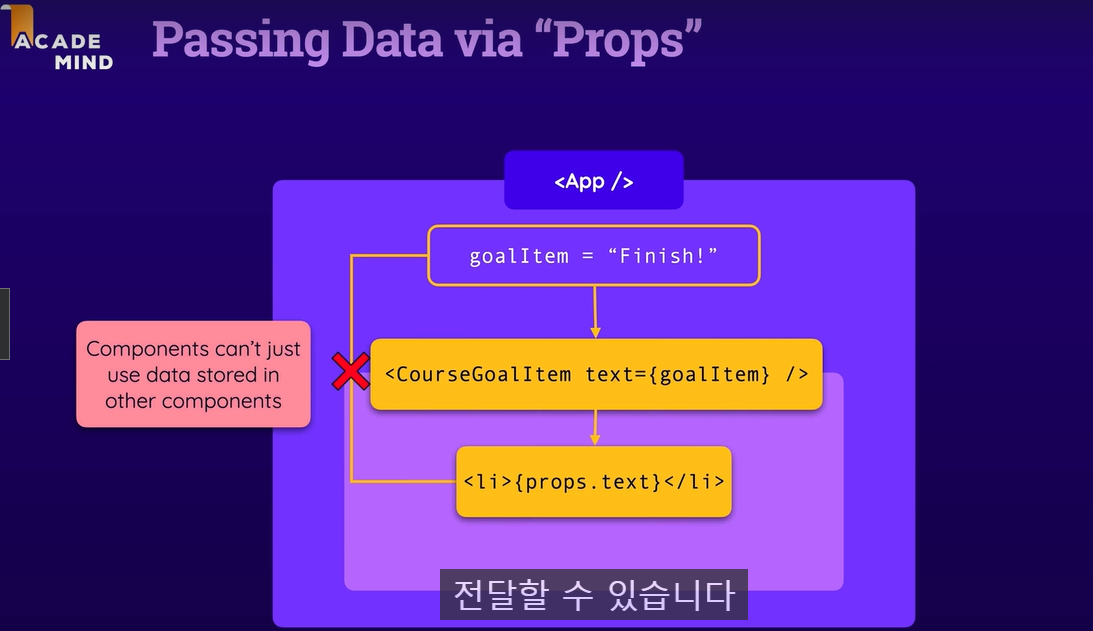 ACADE
MIND
Passing Data via “Props”
<App />
goalItem = “Finish!”
Components can’t just
use data stored in
other components
<CourseGoalItem text={goalItem} />
<li>{props.text}</li>
전달할 수 있습니다